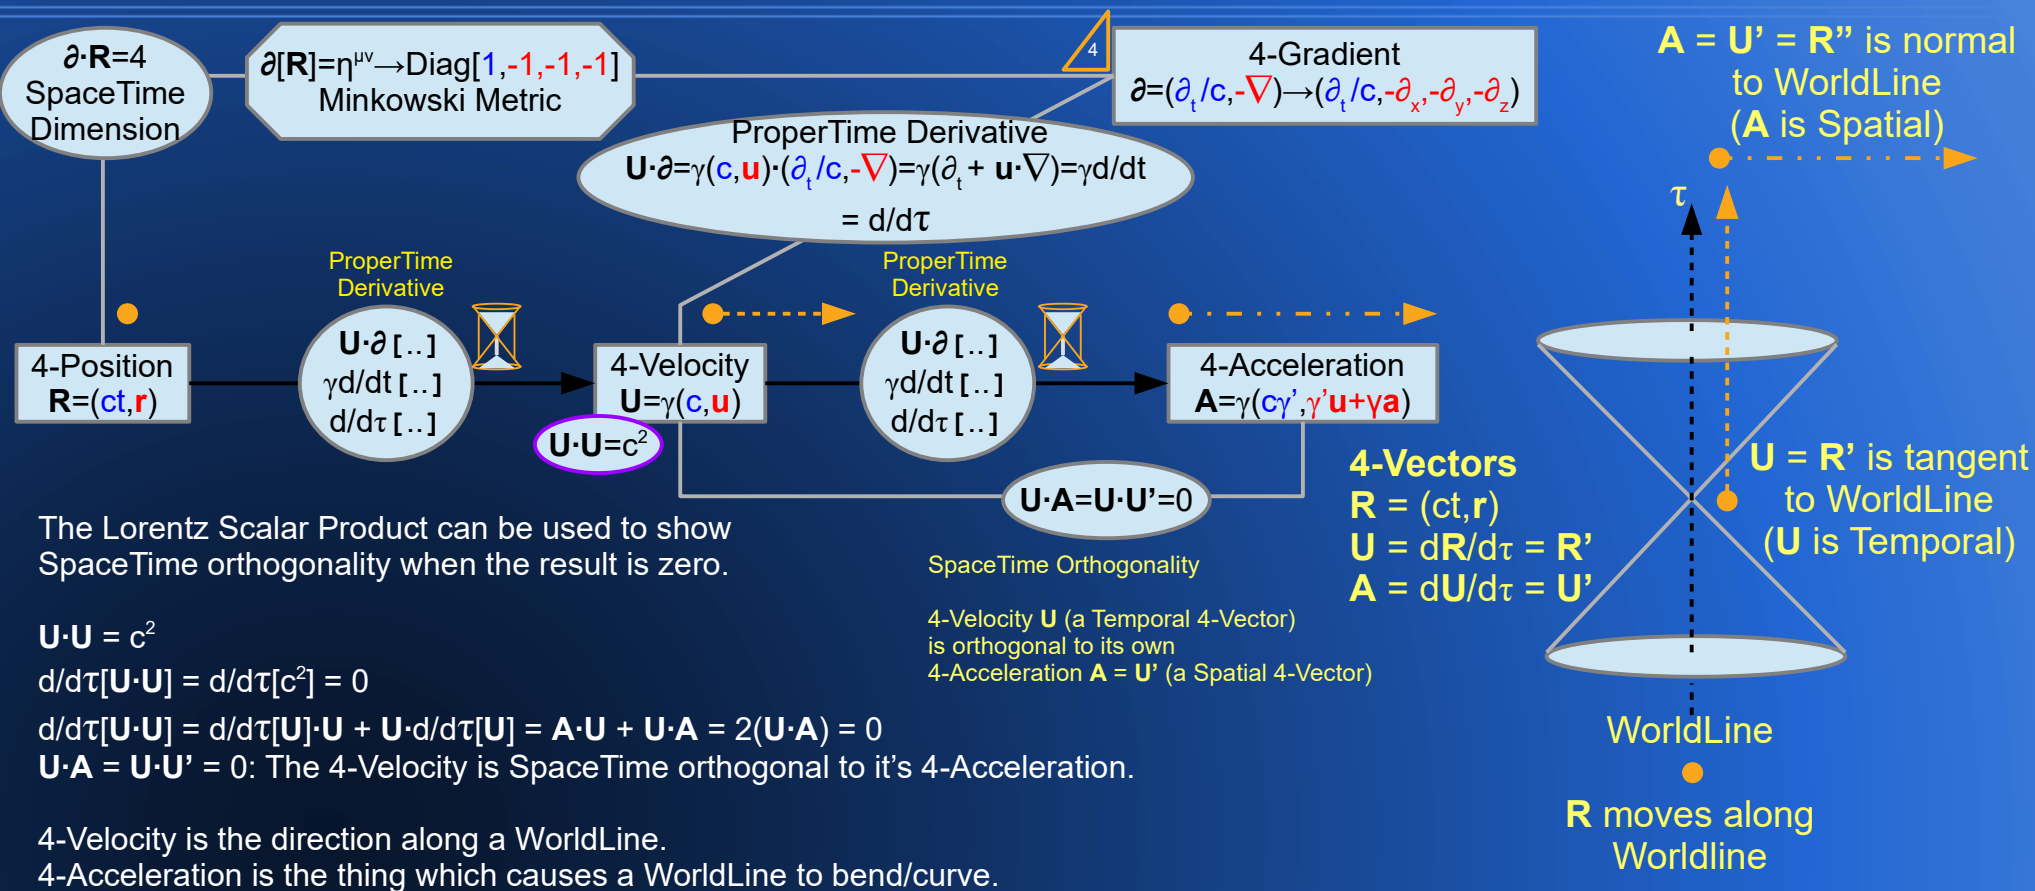 ∂·R=4
SpaceTime
Dimension
∂[R]=η^μν→Diag[1,-1,-1,-1]
Minkowski Metric
4
4-Gradient
∂=(∂_t/c,-∇)→(∂_t/c,-∂_x,-∂_y,-∂_z)
ProperTime Derivative
U·∂=γ(c,u)·(∂_t/c,-∇)=γ(∂_t + u·∇)=γd/dt
= d/dτ
ProperTime
Derivative
ProperTime
Derivative
4-Position
R=(ct,r)
U·∂ [..]
γd/dt [..]
d/dτ [..]
4-Velocity
U=γ(c,u)
U·U=c²
U·∂ [..]
γd/dt [..]
d/dτ [..]
4-Acceleration
A=γ(cγ’,γ’u+γa)
U·A=U·U’=0
The Lorentz Scalar Product can be used to show
SpaceTime orthogonality when the result is zero.
U·U = c²
d/dτ[U·U] = d/dτ[c²] = 0
d/dτ[U·U] = d/dτ[U]·U + U·d/dτ[U] = A·U + U·A = 2(U·A) = 0
U·A = U·U’ = 0: The 4-Velocity is SpaceTime orthogonal to it’s 4-Acceleration.
4-Velocity is the direction along a WorldLine.
4-Acceleration is the thing which causes a WorldLine to bend/curve.
SpaceTime Orthogonality
4-Velocity U (a Temporal 4-Vector)
is orthogonal to its own
4-Acceleration A = U’ (a Spatial 4-Vector)
4-Vectors
R = (ct,r)
U = dR/dτ = R’
A = dU/dτ = U’
A = U’ = R” is normal
to WorldLine
(A is Spatial)
τ
U = R’ is tangent
to WorldLine
(U is Temporal)
WorldLine
R moves along
Worldline